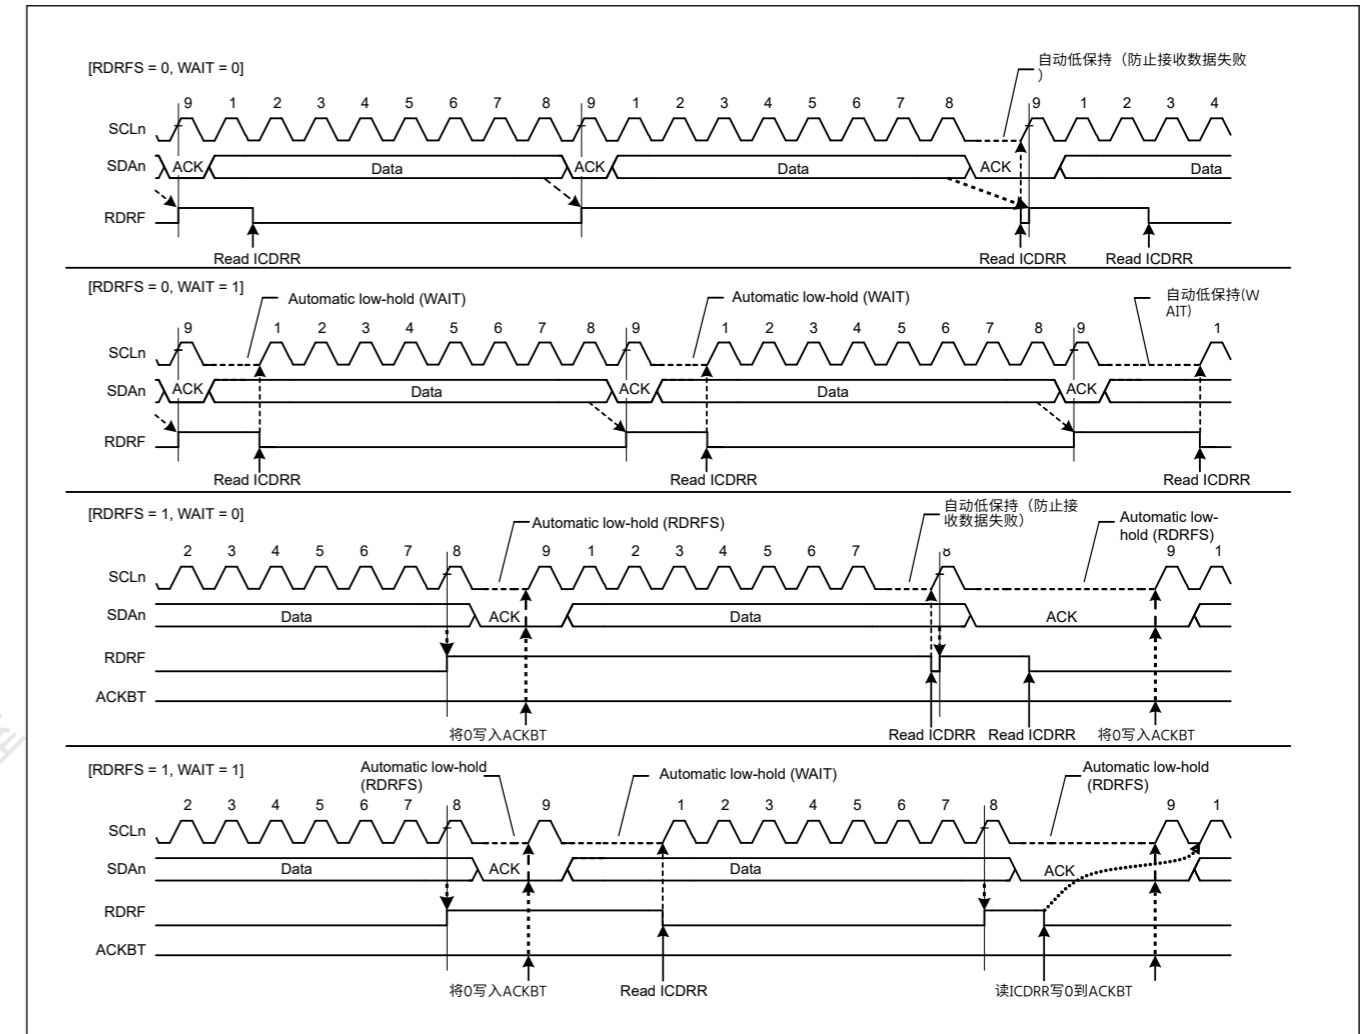 [RDRFS = 0, WAIT = 0]
自动低保持（防止接收数据失败
）
9 1 2 3 4 5 6 7 8 9 1 2 3 4 5 6 7 8 9 1 2 3 4
SCLn
SDAn ACK Data ACK Data ACK Data
RDRF
Read ICDRR Read ICDRR Read ICDRR
[RDRFS = 0, WAIT = 1]
Automatic low-hold (WAIT) Automatic low-hold (WAIT) 自动低保持(W
AIT)
9 1 2 3 4 5 6 7 8 9 1 2 3 4 5 6 7 8 9 1
SCLn
SDAn ACK Data ACK Data ACK
RDRF
Read ICDRR Read ICDRR Read ICDRR
[RDRFS = 1, WAIT = 0]
Automatic low-hold (RDRFS)
自动低保持（防止接
收数据失败）
Automatic low-
hold (RDRFS)
2 3 4 5 6 7 8 9 1 2 3 4 5 6 7 8 9 1
SCLn
SDAn Data ACK Data ACK
RDRF
ACKBT
将0写入ACKBT Read ICDRR Read ICDRR 将0写入ACKBT
[RDRFS = 1, WAIT = 1]
Automatic low-hold
(RDRFS)
Automatic low-hold (WAIT)
Automatic low-hold
(RDRFS)
2 3 4 5 6 7 8 9 1 2 3 4 5 6 7 8 9 1
SCLn
SDAn Data ACK Data ACK
RDRF
ACKBT
将0写入ACKBT Read ICDRR 读ICDRR写0到ACKBT